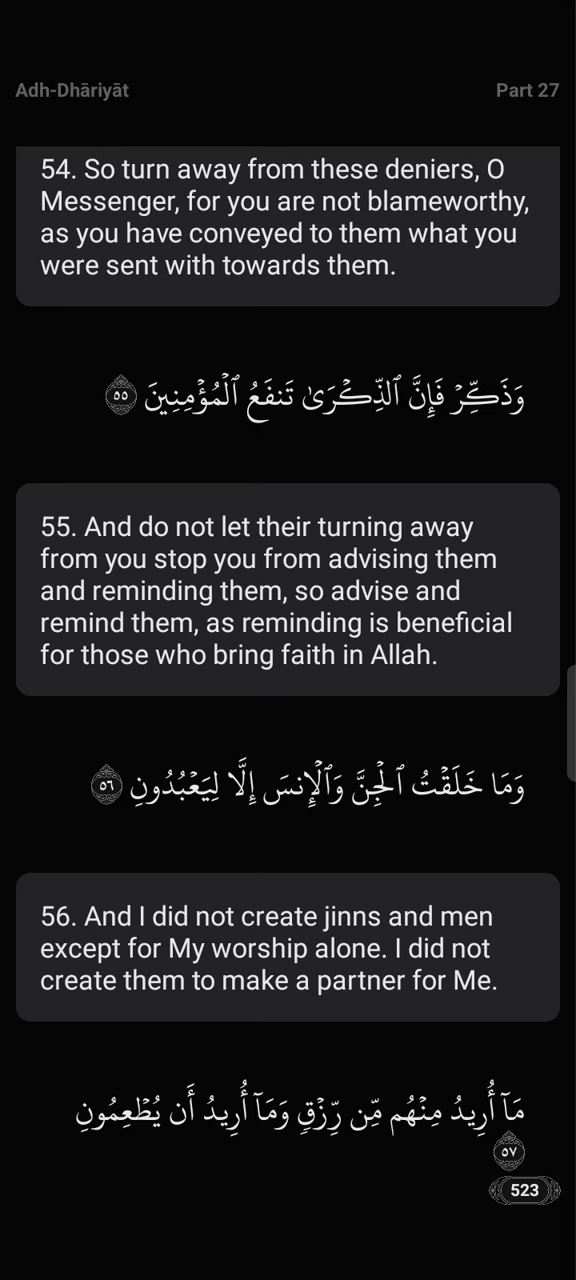 Adh-Dhāriyāt
Part 27
54. So turn away from these deniers, O
Messenger, for you are not blameworthy,
as you have conveyed to them what you
were sent with towards them.
وَذَكِّرۡ فَإِنَّ ٱلذِّكۡرَىٰ تَنفَعُ ٱلۡمُؤۡمِنِينَ ٥٥
55. And do not let their turning away
from you stop you from advising them
and reminding them, so advise and
remind them, as reminding is beneficial
for those who bring faith in Allah.
وَمَا خَلَقۡتُ ٱلۡجِنَّ وَٱلۡإِنسَ إِلَّا لِيَعۡبُدُونِ ٥٦
56. And I did not create jinns and men
except for My worship alone. I did not
create them to make a partner for Me.
مَآ أُرِيدُ مِنۡهُم مِّن رِّزۡقٖ وَمَآ أُرِيدُ أَن يُطۡعِمُونِ
٥٧
523